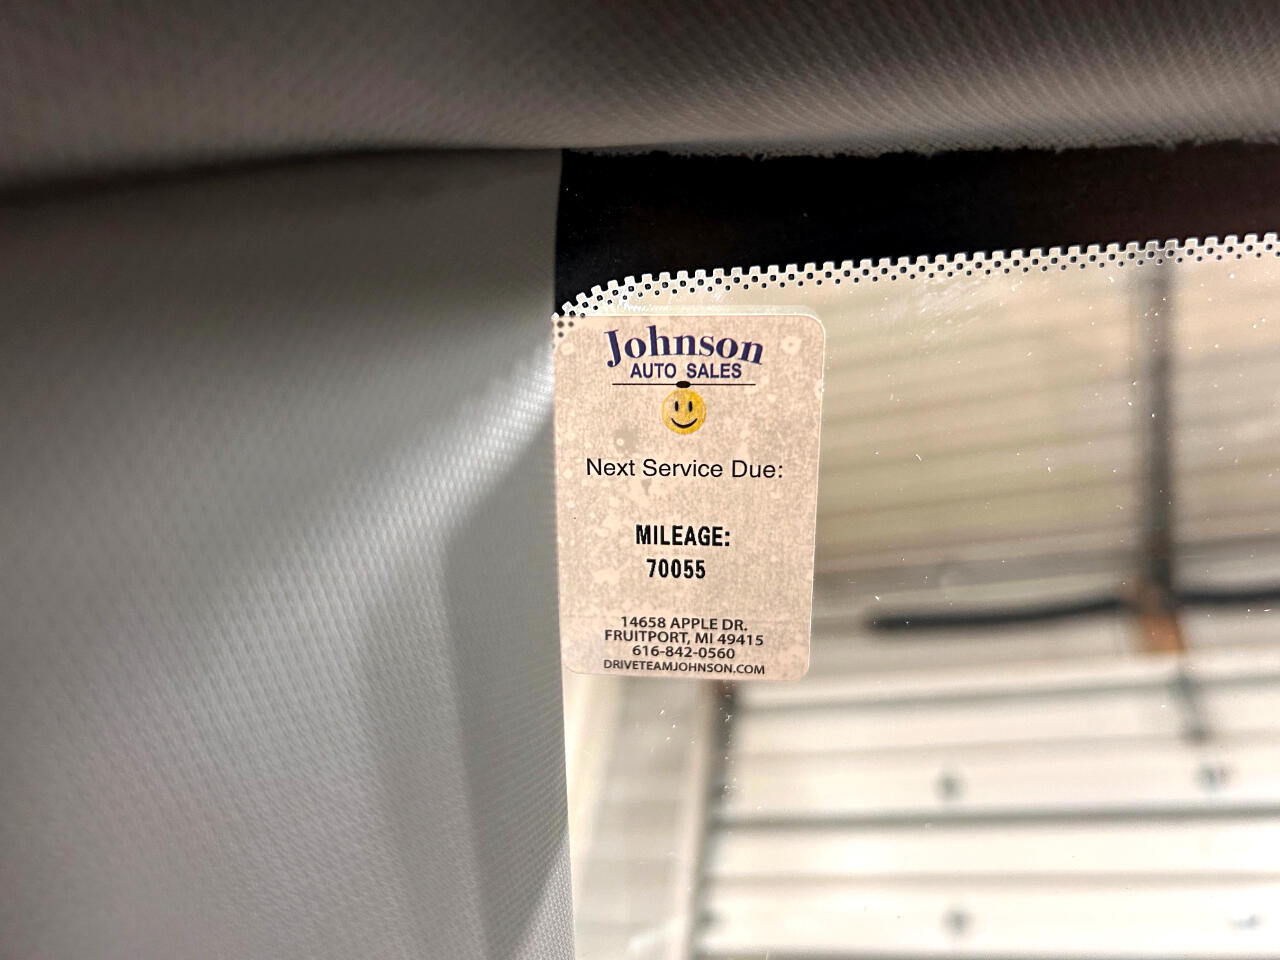 Johnson
AUTO SALES
Next Service Due:
MILEAGE:
70055
14658 APPLE DR.
FRUITPORT, MI 49415
616-842-0560
DRIVETEAMJOHNSON.COM